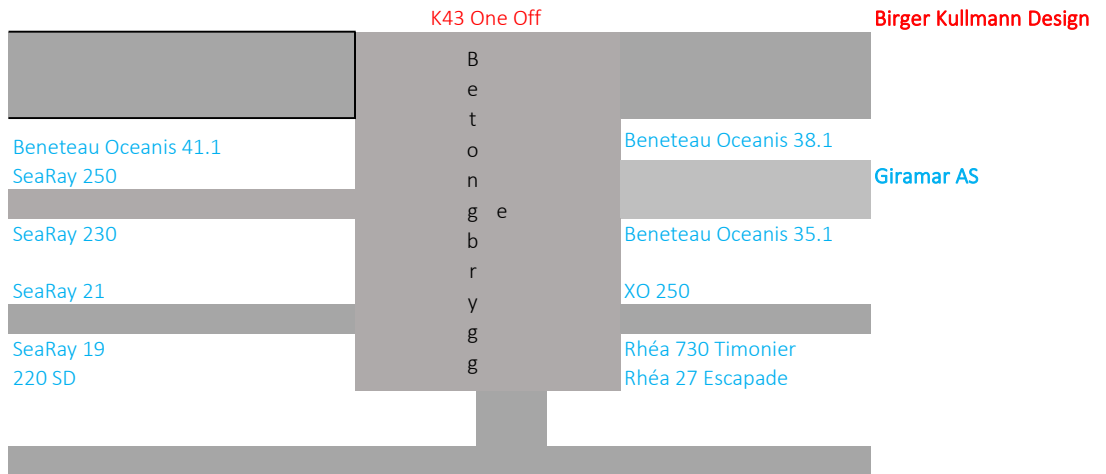 K43 One Off
Birger Kullmann Design
B
e
t
o
n
g e
b
r
y
g
g
Beneteau Oceanis 41.1
SeaRay 250
SeaRay 230
SeaRay 21
SeaRay 19
220 SD
Beneteau Oceanis 38.1
Giramar AS
Beneteau Oceanis 35.1
XO 250
Rhéa 730 Timonier
Rhéa 27 Escapade